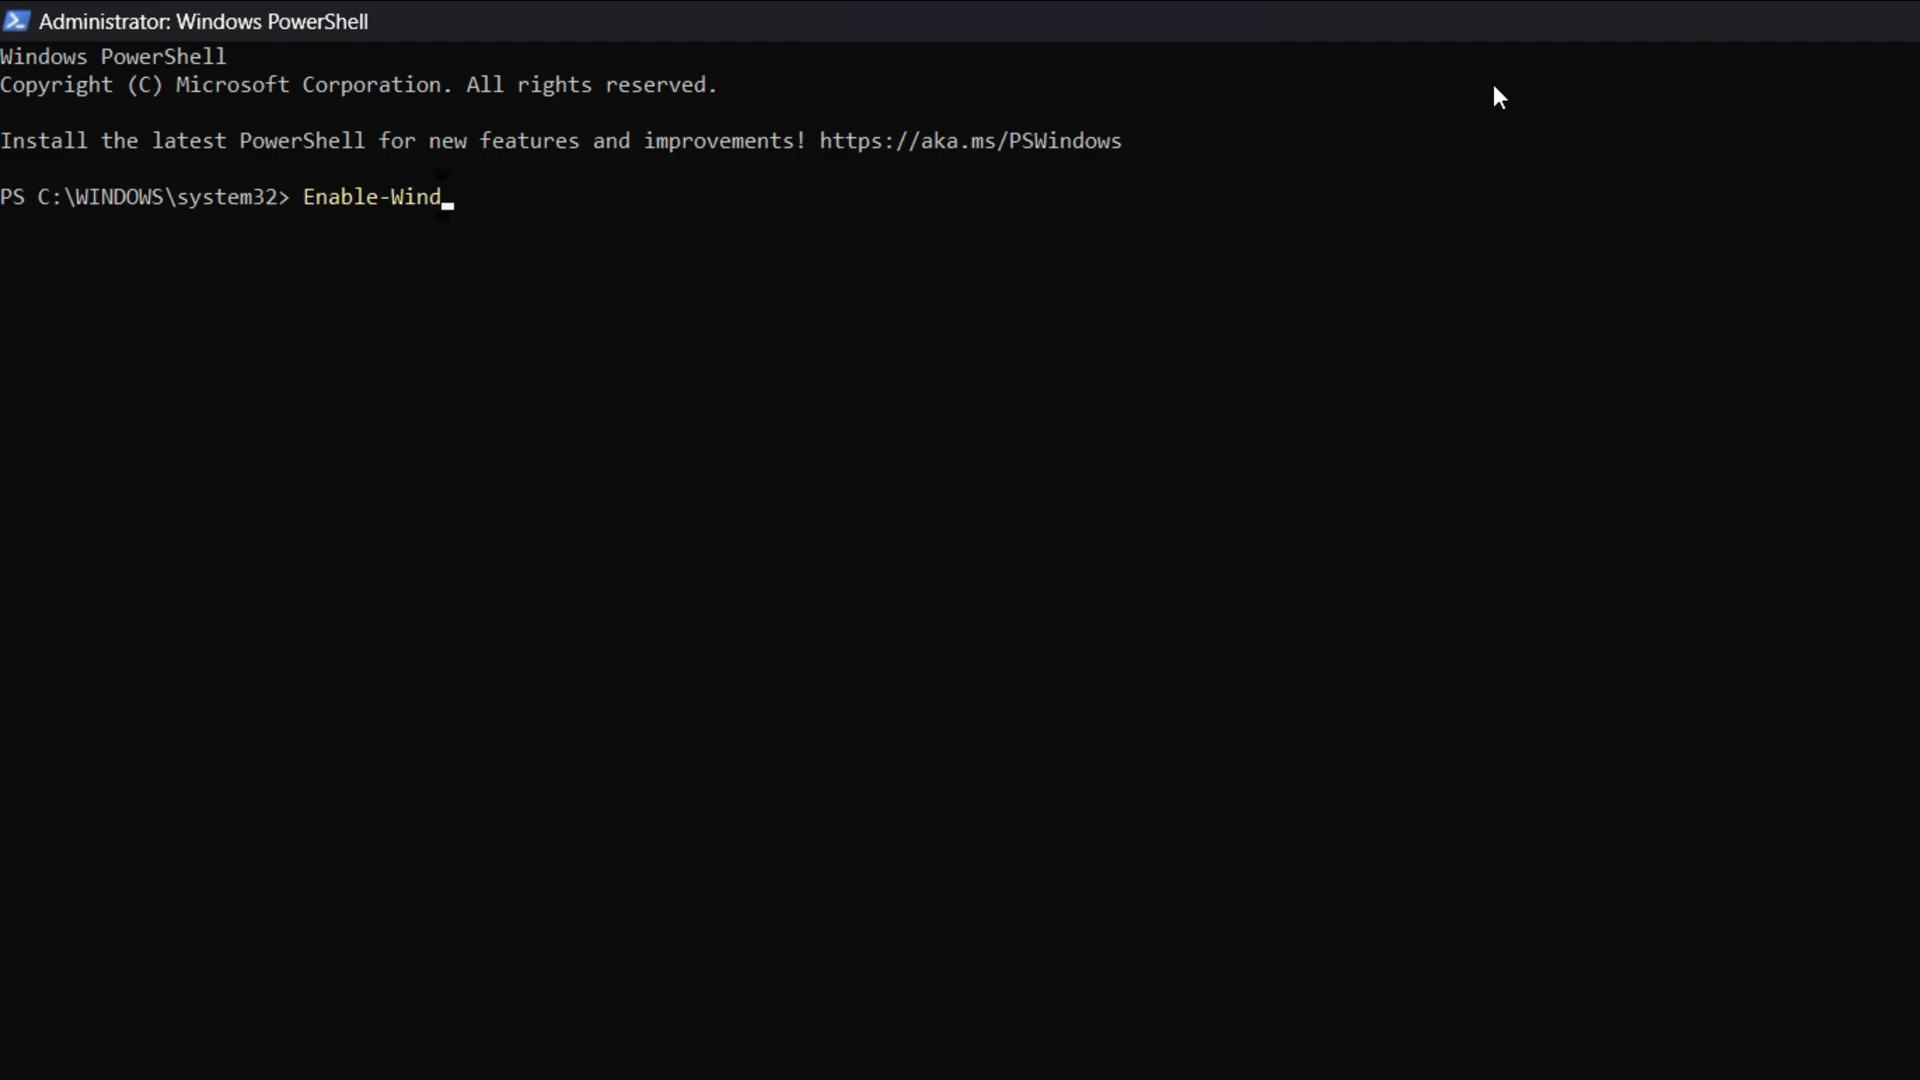 Administrator: Windows PowerShell
Windows PowerShell
Copyright (C) Microsoft Corporation. All rights reserved.
Install the latest PowerShell for new features and improvements! https://aka.ms/PSWindows
PS C:\WINDOWS\system32> Enable-Wind